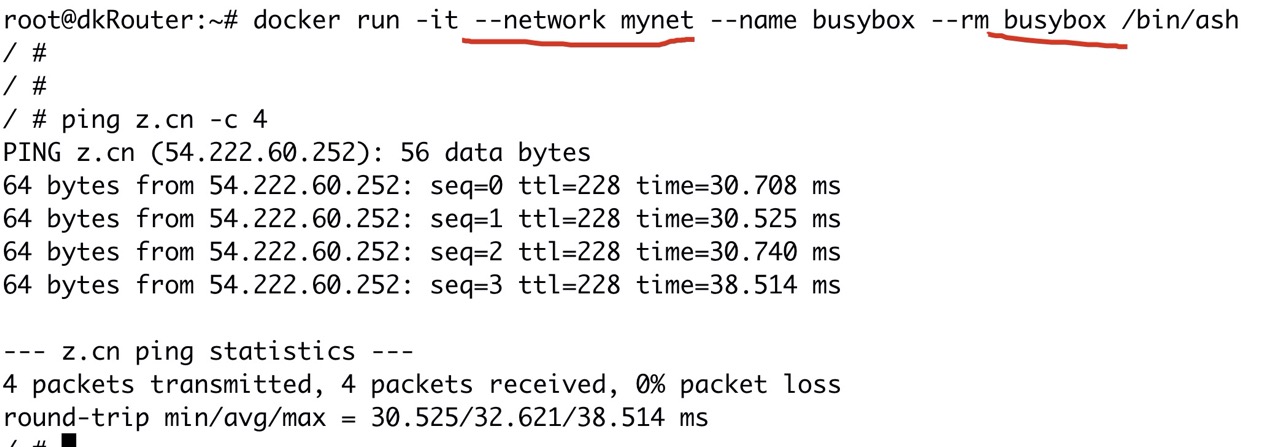 root@dkRouter:~# docker run -it --network mynet --name busybox --rm busybox /bin/ash
/ #
/ #
/ # ping z.cn -c 4
PING z.cn (54.222.60.252): 56 data bytes
64 bytes from 54.222.60.252: seq=0 ttl=228 time=30.708 ms
64 bytes from 54.222.60.252: seq=1 ttl=228 time=30.525 ms
64 bytes from 54.222.60.252: seq=2 ttl=228 time=30.740 ms
64 bytes from 54.222.60.252: seq=3 ttl=228 time=38.514 ms
--- z.cn ping statistics ---
4 packets transmitted, 4 packets received, 0% packet loss
round-trip min/avg/max = 30.525/32.621/38.514 ms
/ #